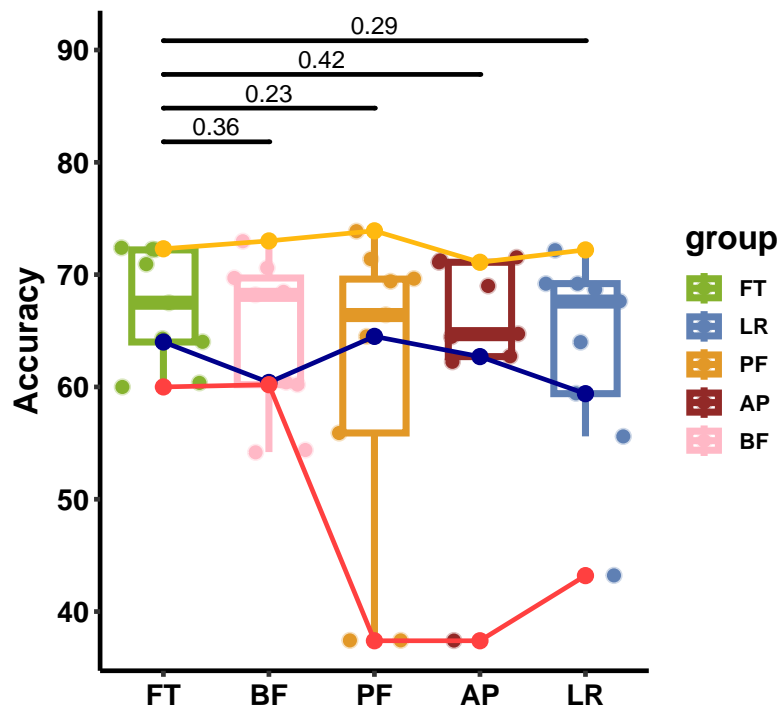 0.29
0.42
0.23
0.36
90
80
70
60
50
40
Accuracy
FT
BF
PF
AP
LR
group
FT
LR
PF
AP
BF